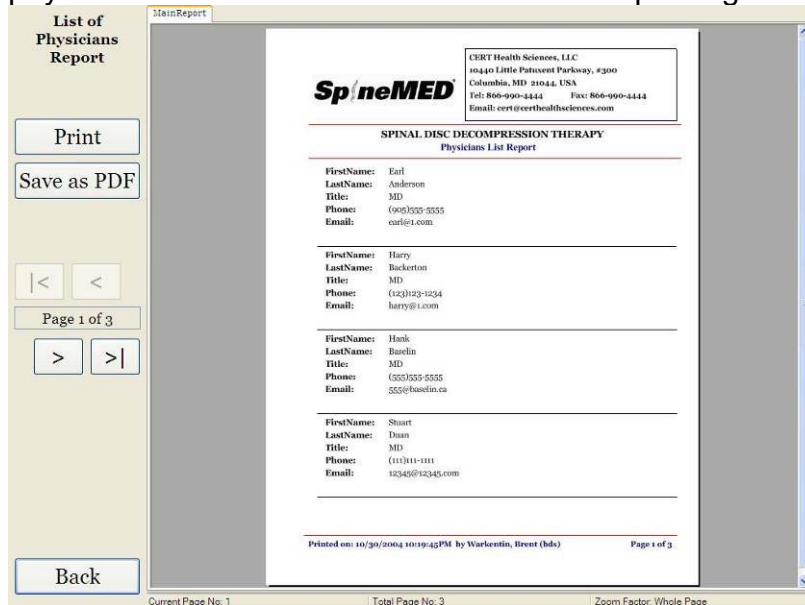 List of
Physicians
Report
Print
Save as PDF
|<
<
Page 1 of 3
>
>|
Back
MainReport
SpineMED
CERT Health Sciences, LLC
10440 Little Patuxent Parkway, #300
Columbia, MD 21044, USA
Tel: 866-990-4444 Fax: 866-990-4444
Email: cert@certhealthsciences.com
SPINAL DISC DECOMPRESSION THERAPY
Physicians List Report
FirstName: Earl
LastName: Anderson
Title: MD
Phone: (905)555-5555
Email: earl@1.com
FirstName: Harry
LastName: Backerton
Title: MD
Phone: (123)123-1234
Email: harry@1.com
FirstName: Hank
LastName: Baselin
Title: MD
Phone: (555)555-5555
Email: 555@baselin.ca
FirstName: Stuart
LastName: Daan
Title: MD
Phone: (111)111-1111
Email: 12345@12345.com
Printed on: 10/30/2004 10:19:45PM by Warkentin, Brent (hds) Page 1 of 3
Current Page No: 1 Total Page No: 3 Zoom Factor: Whole Page